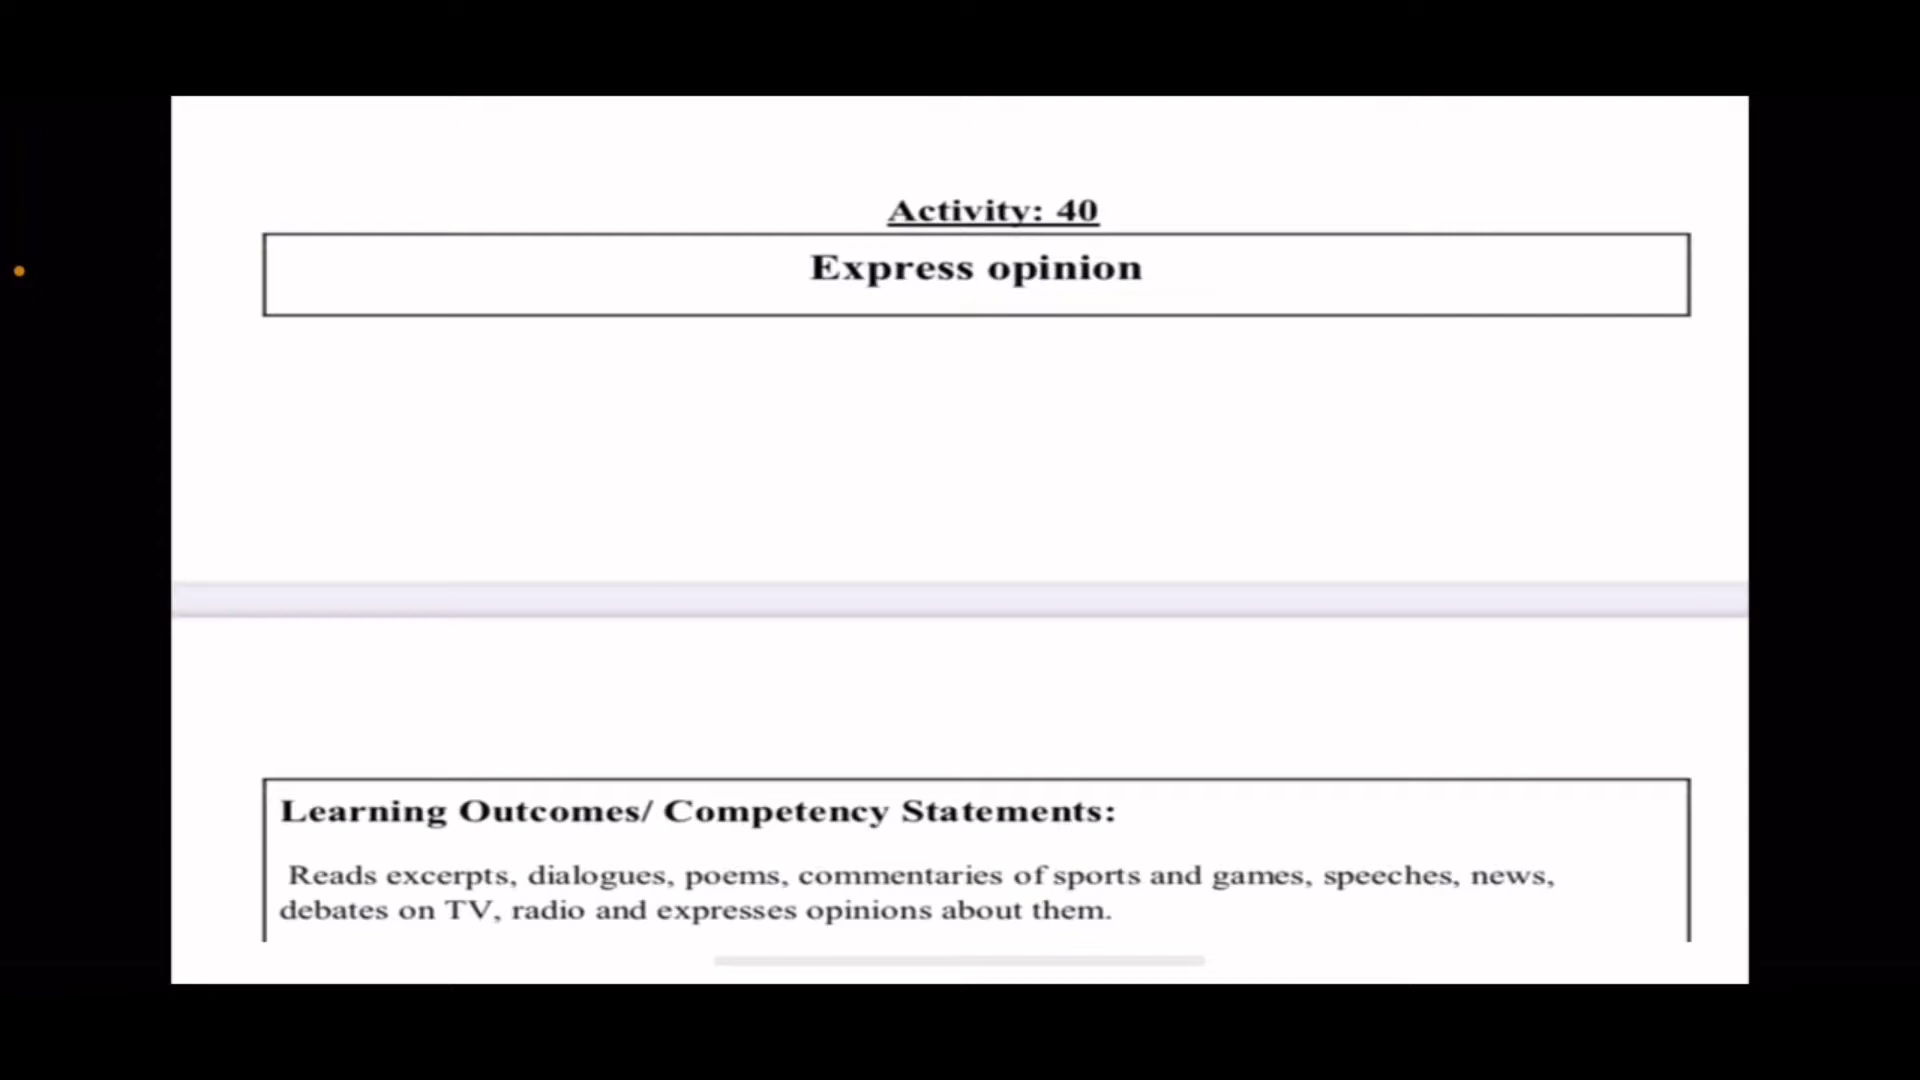 Activity: 40
Express opinion
Learning Outcomes/ Competency Statements:
Reads excerpts, dialogues, poems, commentaries of sports and games, speeches, news,
debates on TV, radio and expresses opinions about them.